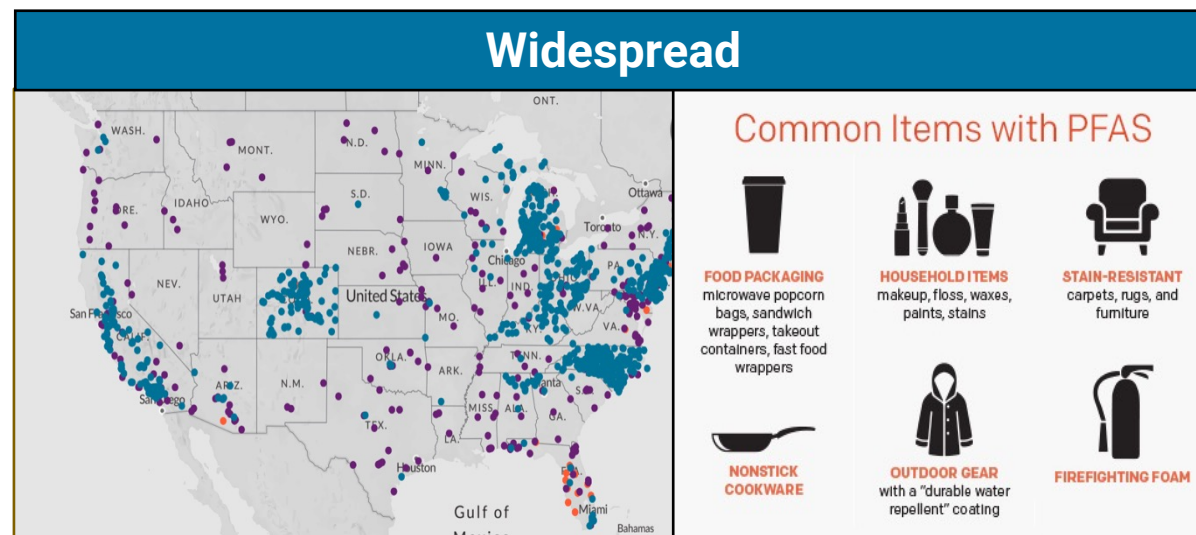 Widespread
ONT.
WASH.
MONT.
N.D.
MINN.
Ottawa
ORE.
IDAHO
S.D.
WIS.
Toronto
N.Y.
WYO.
NEBR.
IOWA
Chicago
PA.
NEV.
UTAH
United States
ILL.
IND.
OHIO
W.VA.
San Francisco
CALIF.
MO.
KY.
VA.
OKLA.
TENN.
San Diego
ARIZ.
N.M.
ARK.
Atlanta
S.C.
MISS.
ALA.
GA.
TEX.
LA.
Houston
FLA.
Gulf of
Miami
Bahamas
Common Items with PFAS
FOOD PACKAGING
microwave popcorn
bags, sandwich
wrappers, takeout
containers, fast food
wrappers
HOUSEHOLD ITEMS
makeup, floss, waxes,
paints, stains
STAIN-RESISTANT
carpets, rugs, and
furniture
NONSTICK
COOKWARE
OUTDOOR GEAR
with a "durable water
repellent" coating
FIREFIGHTING FOAM